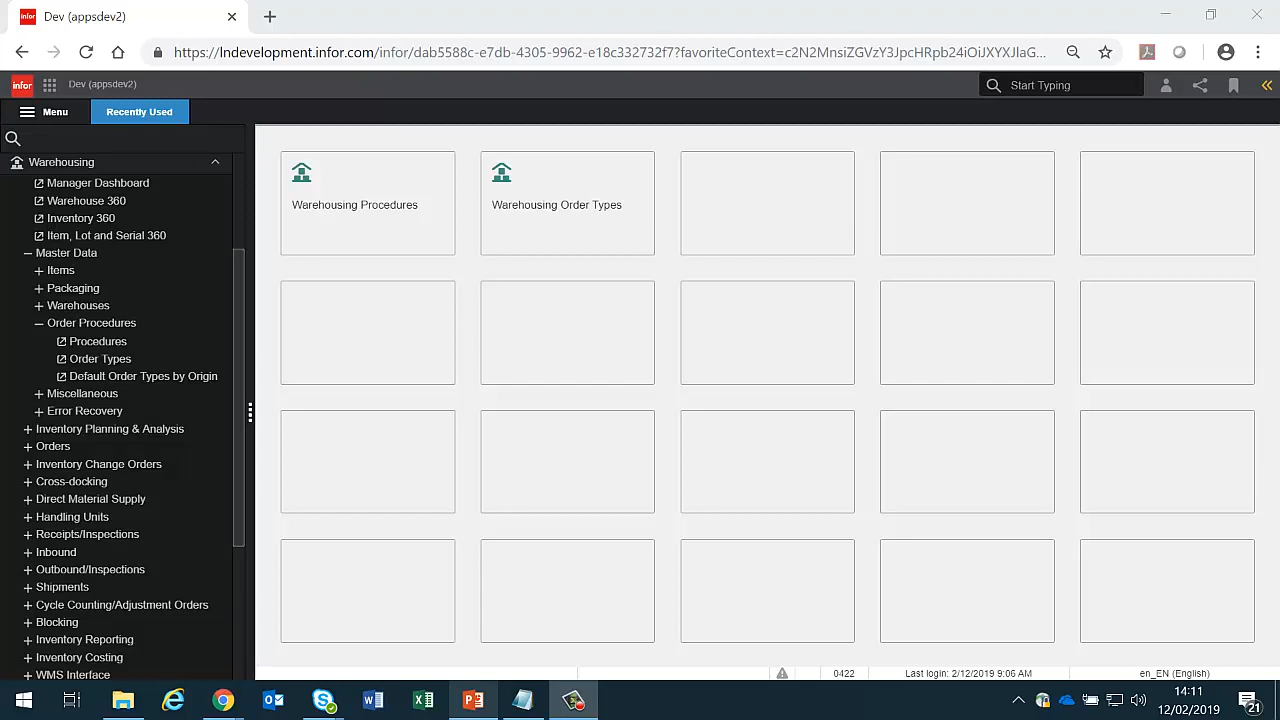 infor
Dev (appsdev2)
https://lndevelopment.infor.com/infor/dab5588c-e7db-4305-9962-e18c332732f7?favoriteContext=c2N2MnsiZGVzY3JpcHRpb24iOiJXYXJlaG...
infor
Dev (appsdev2)
Start Typing
Menu
Recently Used
Warehousing
Manager Dashboard
Warehouse 360
Inventory 360
Item, Lot and Serial 360
Master Data
Items
Packaging
Warehouses
Order Procedures
Procedures
Order Types
Default Order Types by Origin
Miscellaneous
Error Recovery
Inventory Planning & Analysis
Orders
Inventory Change Orders
Cross-docking
Direct Material Supply
Handling Units
Receipts/Inspections
Inbound
Outbound/Inspections
Shipments
Cycle Counting/Adjustment Orders
Blocking
Inventory Reporting
Inventory Costing
WMS Interface
Warehousing Procedures
Warehousing Order Types
0422
Last login: 2/12/2019 9:06 AM
en_EN (English)
14:11
12/02/2019
21